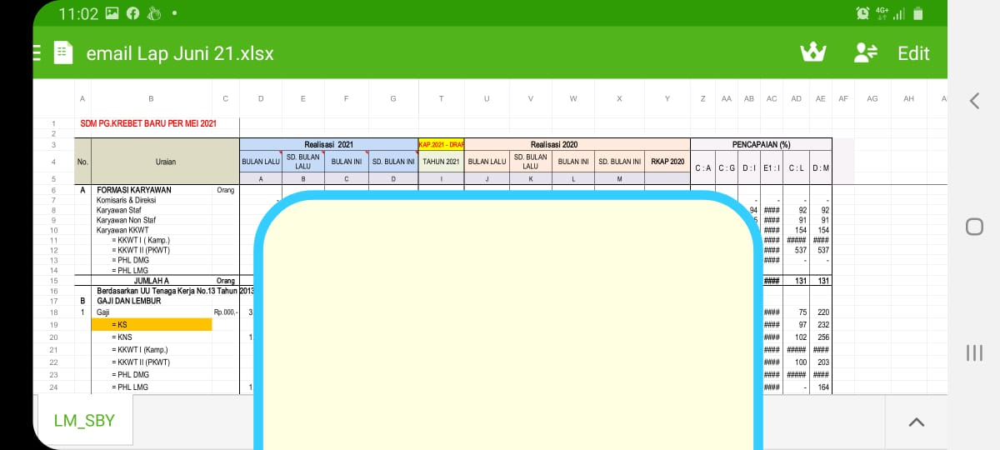 11:02
4G+
email Lap Juni 21.xlsx Edit
A B C D E F G T U V W X Y Z AA AB AC AD AE AF AG AH
1 SDM PG.KREBET BARU PER MEI 2021
2
3 Realisasi 2021 KAP.2021 - DRAF Realisasi 2020 PENCAPAIAN (%)
4 No. Uraian BULAN LALU SD. BULAN LALU BULAN INI SD. BULAN INI TAHUN 2021 BULAN LALU SD. BULAN LALU BULAN INI SD. BULAN INI RKAP 2020 C : A C : G D : I E1 : I C : L D : M
5 A B C D I J K L M
6 A FORMASI KARYAWAN Orang
7 Komisaris & Direksi - - - - -
8 Karyawan Staf 94 #### 92 92
9 Karyawan Non Staf #### 91 91
10 Karyawan KKWT #### 154 154
11 = KKWT I ( Kamp.) #### ##### ####
12 = KKWT II (PKWT) #### 537 537
13 = PHL DMG #### - -
14 = PHL LMG
15 JUMLAH A Orang #### 131 131
16 Berdasarkan UU Tenaga Kerja No.13 Tahun 2013
17 B GAJI DAN LEMBUR
18 1 Gaji Rp.000,- 3 #### 75 220
19 = KS #### 97 232
20 = KNS 1 #### 102 256
21 = KKWT I (Kamp.) #### ##### ####
22 = KKWT II (PKWT) #### 100 203
23 = PHL DMG #### ##### ####
24 = PHL LMG 1 #### - 164
LM_SBY